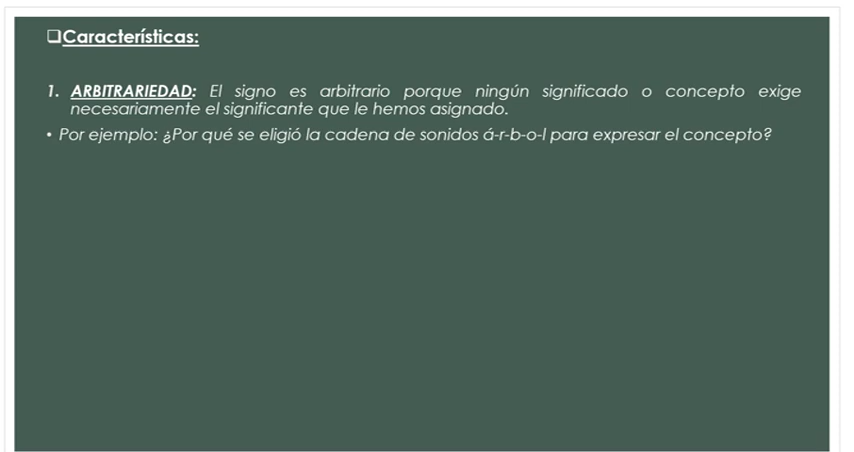 ❑Características:
1. ARBITRARIEDAD: El signo es arbitrario porque ningún significado o concepto exige
necesariamente el significante que le hemos asignado.
• Por ejemplo: ¿Por qué se eligió la cadena de sonidos á-r-b-o-l para expresar el concepto?